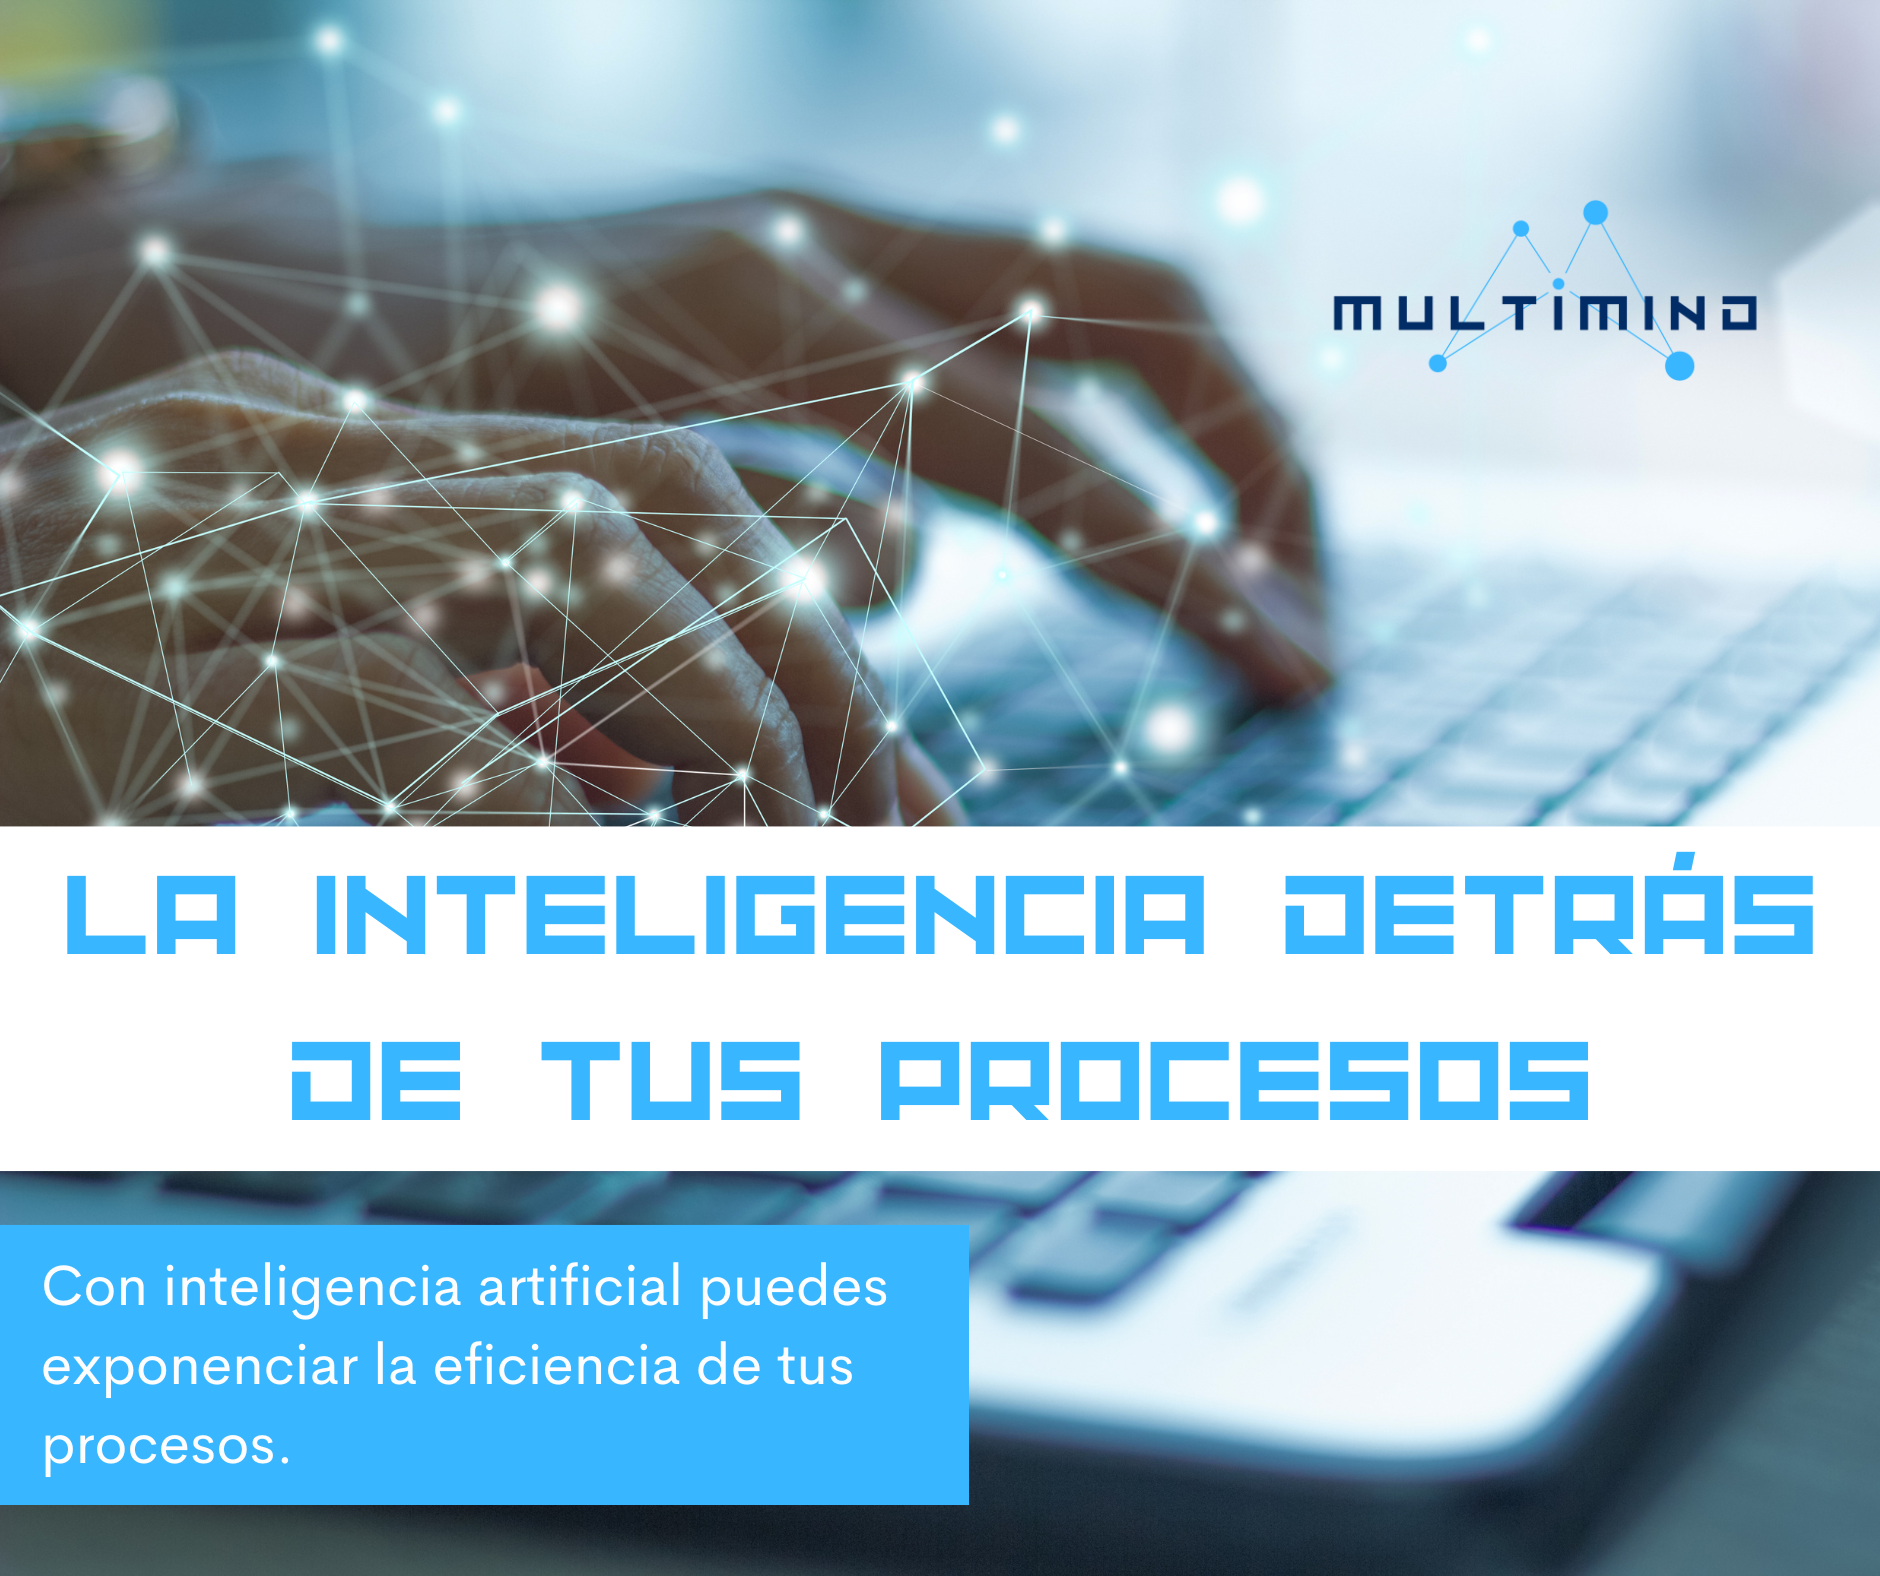 MULTIMIND
LA INTELIGENCIA DETRÁS
DE TUS PROCESOS
Con inteligencia artificial puedes
exponenciar la eficiencia de tus
procesos.